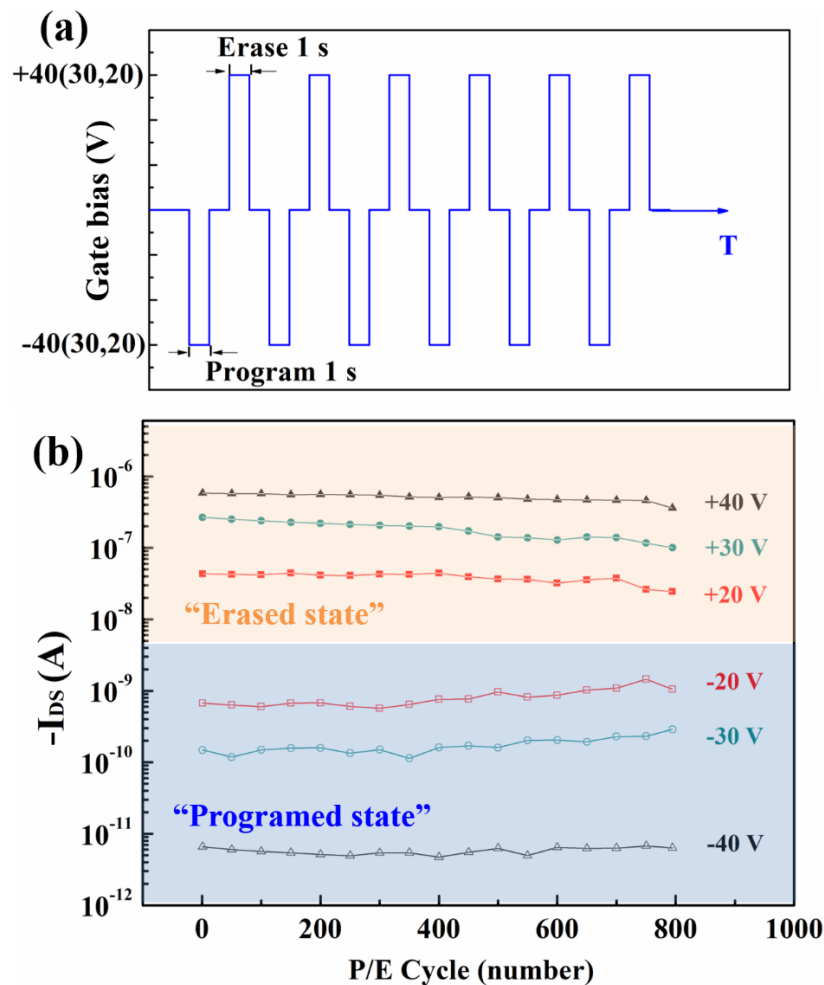 (a)
Erase 1 s
+40(30,20)
Gate bias (V)
T
-40(30,20)
Program 1 s
(b)
10⁻⁶
+40 V
10⁻⁷
+30 V
+20 V
“Erased state”
10⁻⁸
-I_DS (A)
10⁻⁹
-20 V
-30 V
10⁻¹⁰
“Programed state”
10⁻¹¹
-40 V
10⁻¹²
0 200 400 600 800 1000
P/E Cycle (number)